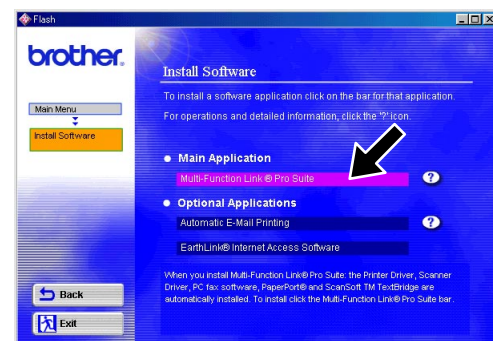 Flash
brother.
Install Software
To install a software application click on the bar for that application.
For operations and detailed information, click the '?' icon.
Main Menu
Install Software
Main Application
Multi-Function Link® Pro Suite
?
Optional Applications
Automatic E-Mail Printing
?
EarthLink® Internet Access Software
When you install Multi-Function Link® Pro Suite: the Printer Driver, Scanner
Driver, PC fax software, PaperPort® and ScanSoft TM TextBridge are
automatically installed. To install click the Multi-Function Link® Pro Suite bar.
Back
Exit